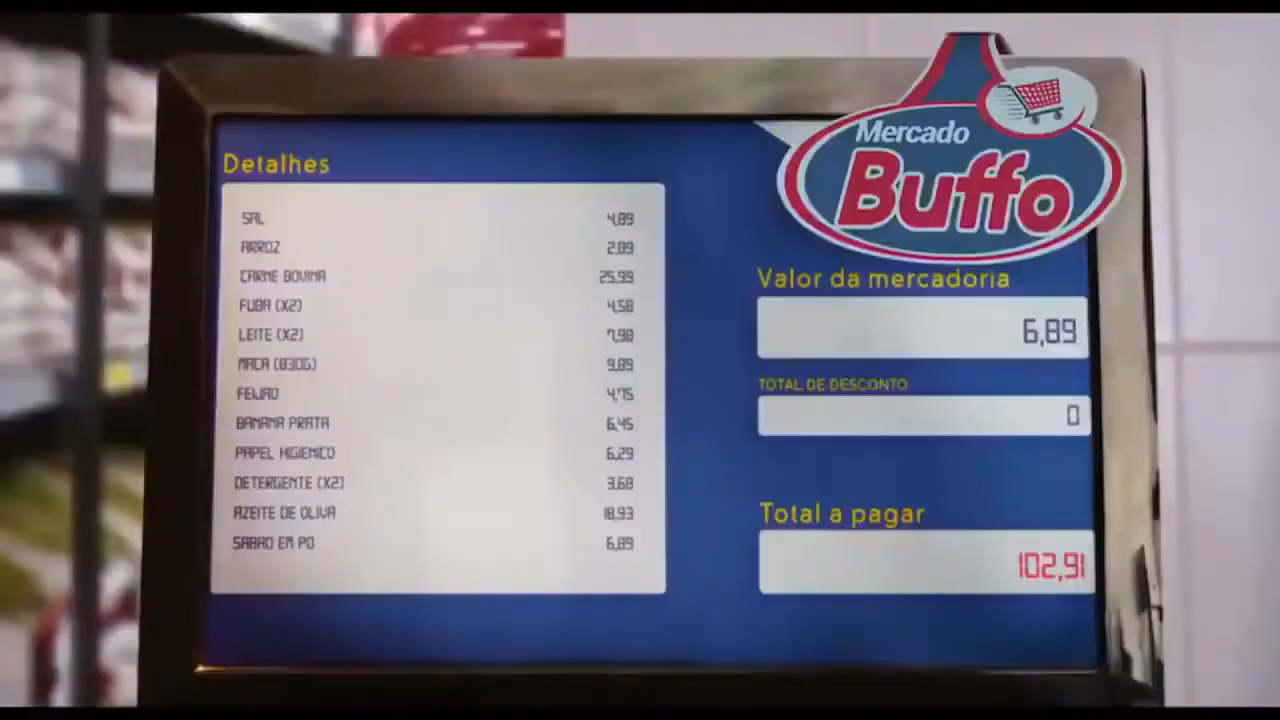 Mercado
Buffo
Detalhes
SAL 4,89
ARROZ 2,89
CARNE BOVINA 25,99
FUBA (X2) 4,58
LEITE (X2) 7,98
MACA (830G) 9,89
FEIJAO 4,75
BANANA PRATA 6,45
PAPEL HIGIENICO 6,29
DETERGENTE (X2) 3,68
AZEITE DE OLIVA 18,93
SABAO EM PO 6,89
Valor da mercadoria
6,89
TOTAL DE DESCONTO
0
Total a pagar
102,91